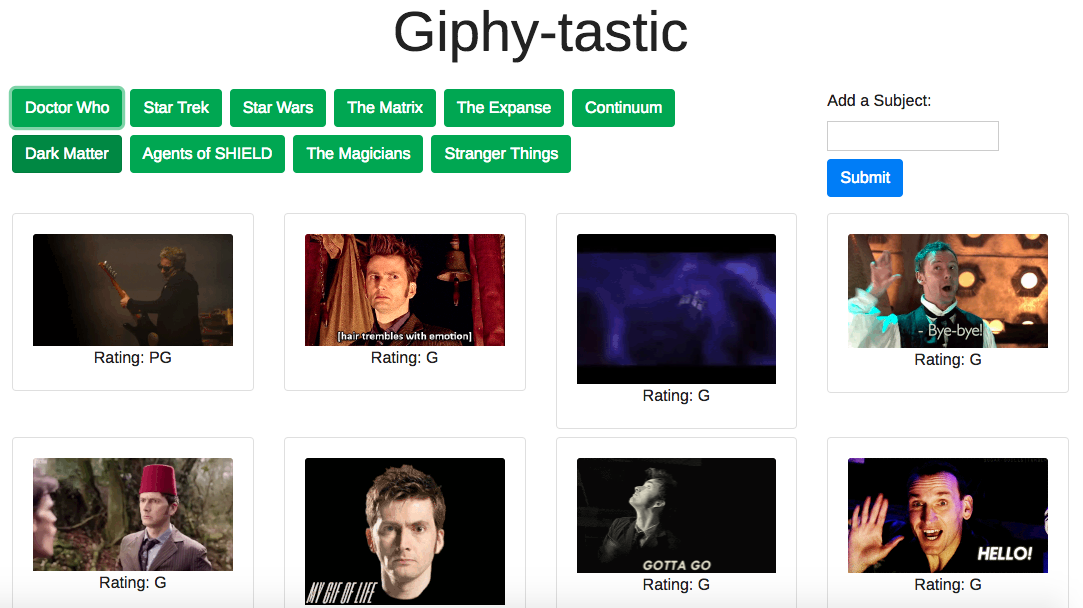 Giphy-tastic
Doctor Who Star Trek Star Wars The Matrix The Expanse Continuum
Dark Matter Agents of SHIELD The Magicians Stranger Things
Add a Subject:
Submit
[hair trembles with emotion]
- Bye-bye! -
Rating: PG
Rating: G
Rating: G
Rating: G
MY GIF OF LIFE
GOTTA GO
HELLO!
Rating: G
Rating: G
Rating: G